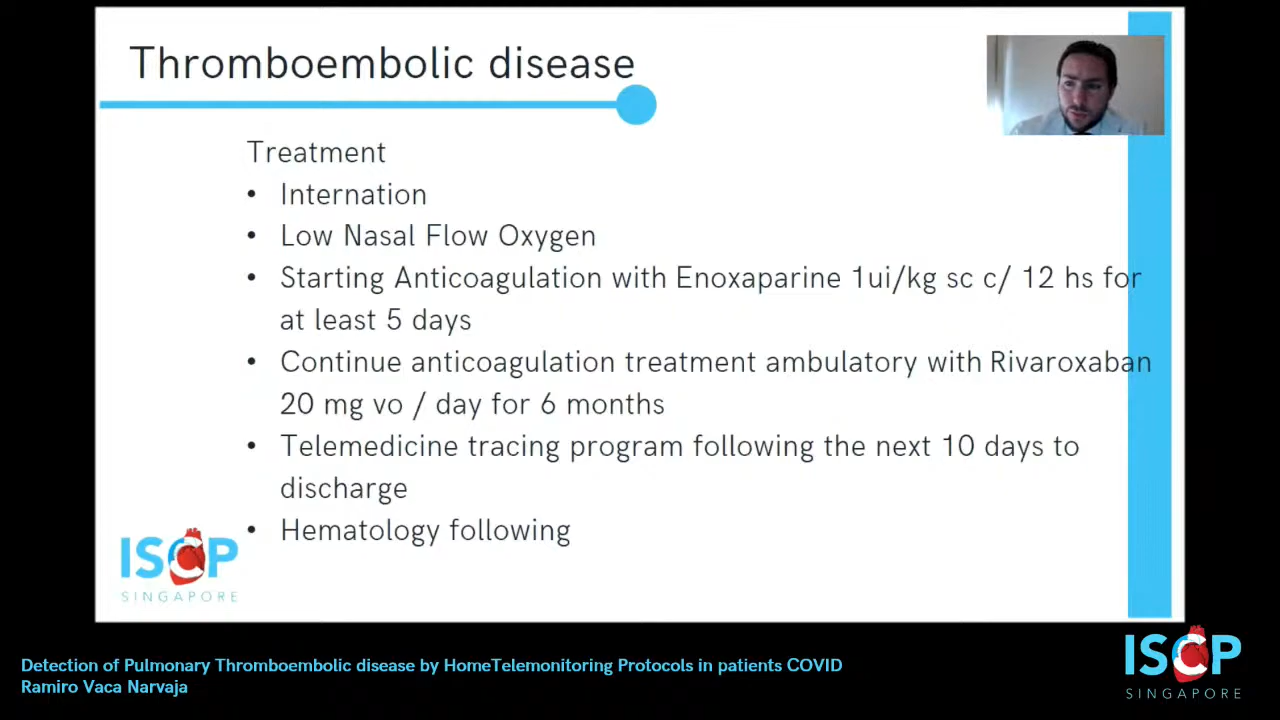 Thromboembolic disease
Treatment
• Internation
• Low Nasal Flow Oxygen
• Starting Anticoagulation with Enoxaparine 1ui/kg sc c/ 12 hs for
at least 5 days
• Continue anticoagulation treatment ambulatory with Rivaroxaban
20 mg vo / day for 6 months
• Telemedicine tracing program following the next 10 days to
discharge
• Hematology following
ISCP
SINGAPORE
Detection of Pulmonary Thromboembolic disease by HomeTelemonitoring Protocols in patients COVID
Ramiro Vaca Narvaja
ISCP
SINGAPORE